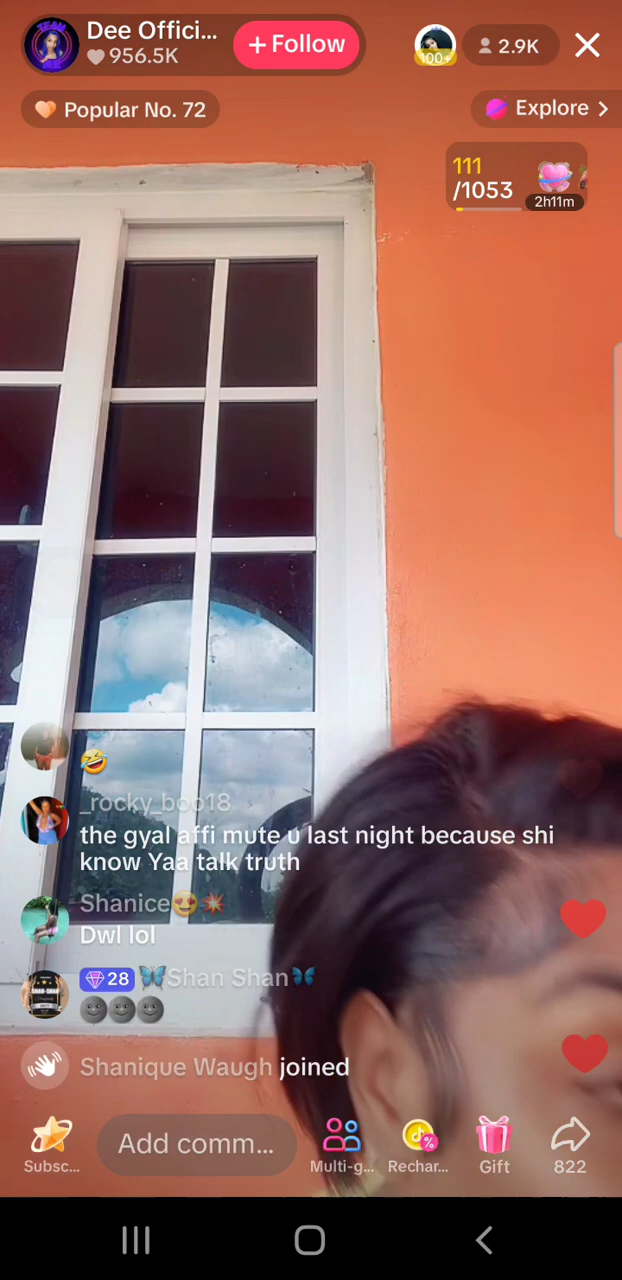 Dee Offici...
956.5K
+ Follow
100+
2.9K
Popular No. 72
Explore >
111
/1053
2h11m
_rocky_boo18
the gyal affi mute u last night because shi
know Yaa talk truth
Shanice
Dwl lol
28 Shan Shan
Shanique Waugh joined
Subsc...
Add comm...
Multi-g...
Rechar...
Gift
822